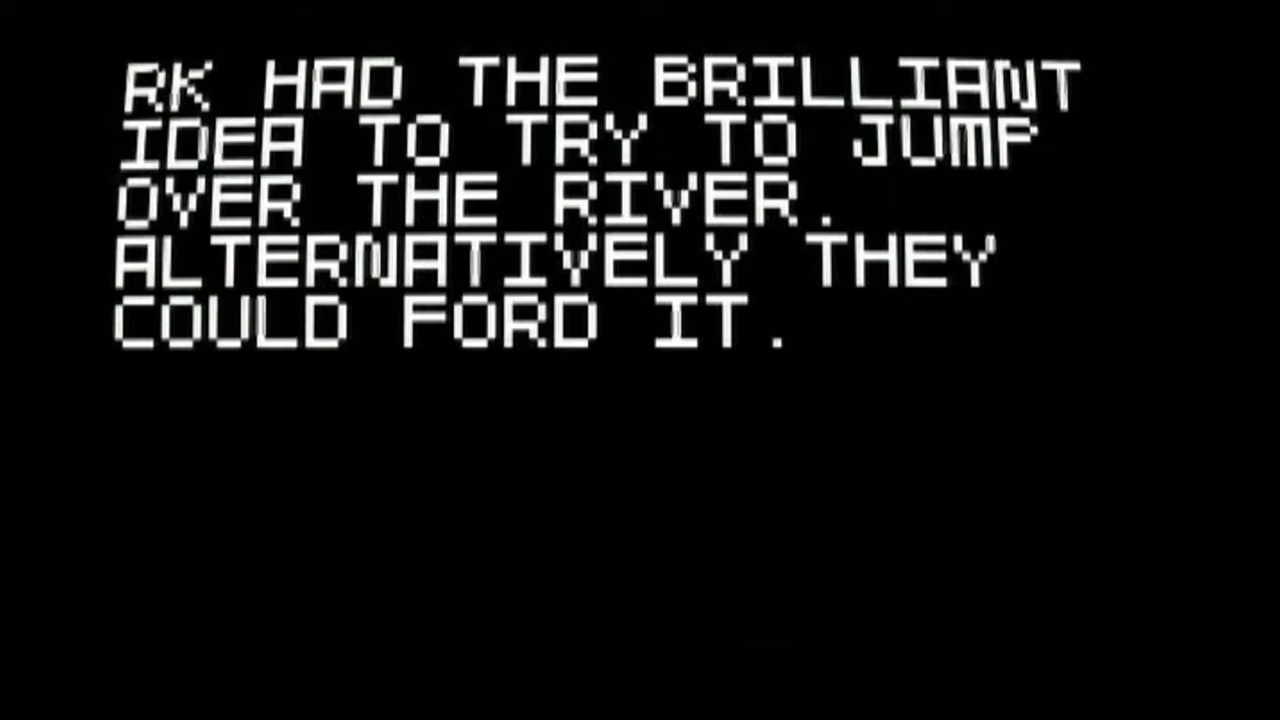 RK HAD THE BRILLIANT
IDEA TO TRY TO JUMP
OVER THE RIVER.
ALTERNATIVELY THEY
COULD FORD IT.